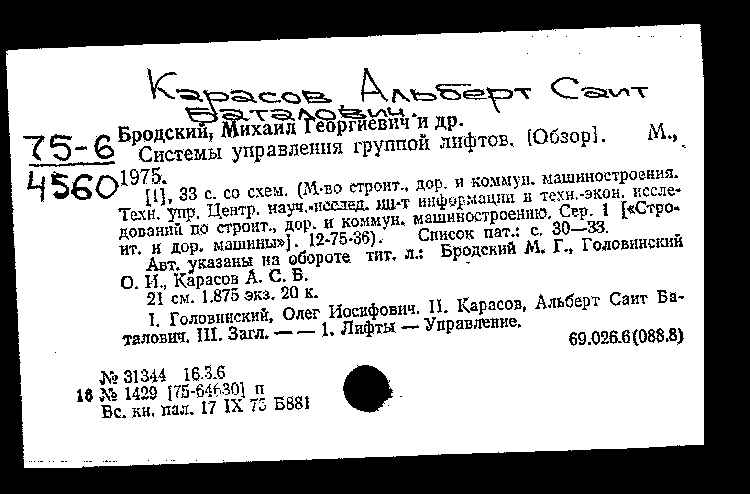 Карасов Альберт Саит
Баталович.
75-6
4560
Бродский, Михаил Георгиевич и др.
Системы управления группой лифтов. [Обзор]. М.,
1975.
[1], 33 с. со схем. (М-во строит., дор. и коммун. машиностроения.
Техн. упр. Центр. науч.-исслед. ин-т информации и техн.-экон. иссле-
дований по строит., дор. и коммун. машиностроению. Сер. 1 [«Стро-
ит. и дор. машины»]. 12-75-36). Список пат.: с. 30—33.
Авт. указаны на обороте тит. л.: Бродский М. Г., Головинский
О. И., Карасов А. С. Б.
21 см. 1.875 экз. 20 к.
I. Головинский, Олег Иосифович. II. Карасов, Альберт Саит Ба-
талович. III. Загл. — — 1. Лифты — Управление.
69.026.6(088.8)
№ 31344 16.3.6
18 № 1429 [75-64630] п
Вс. кн. пал. 17 IX 75 Б881